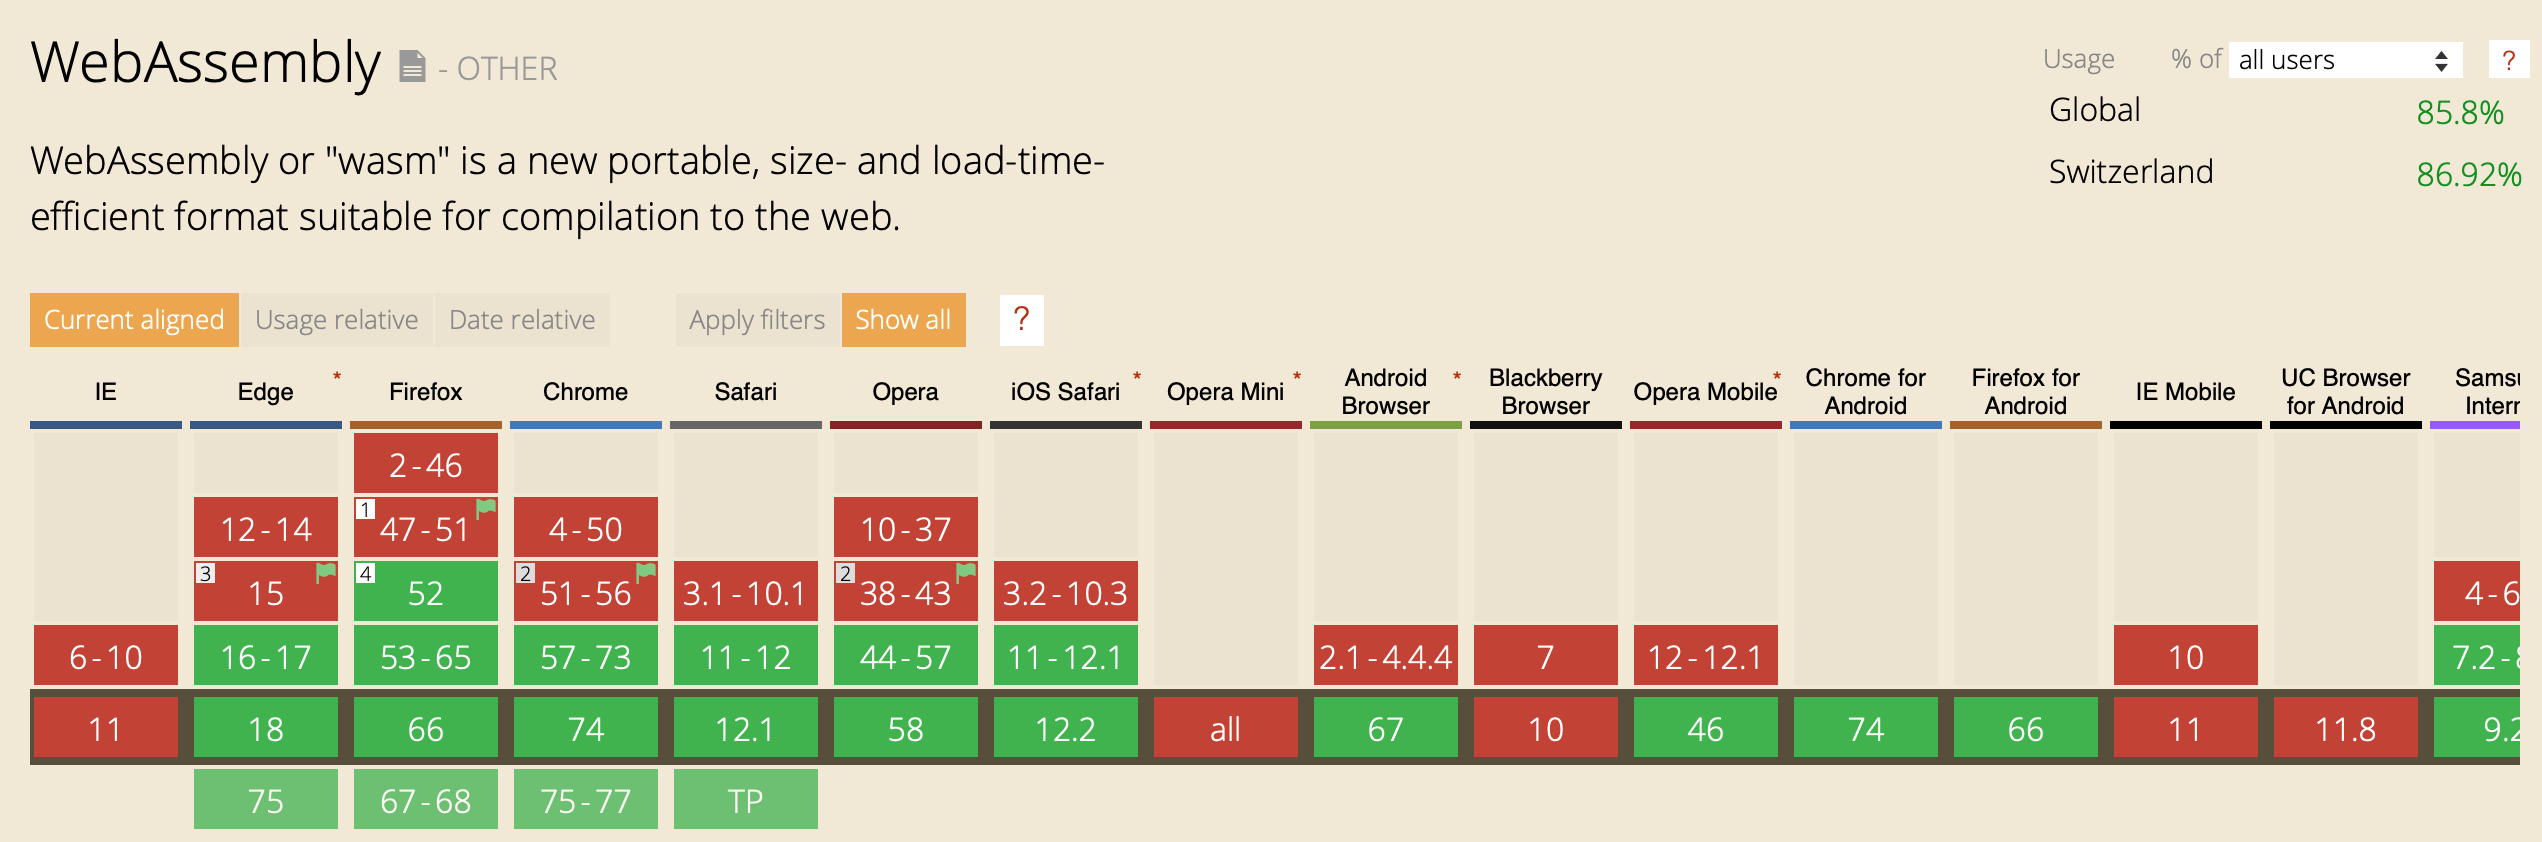 WebAssembly - OTHER
Usage % of all users ?
Global 85.8%
Switzerland 86.92%
WebAssembly or "wasm" is a new portable, size- and load-time-
efficient format suitable for compilation to the web.
Current aligned Usage relative Date relative Apply filters Show all ?
IE Edge * Firefox Chrome Safari Opera iOS Safari * Opera Mini * Android Browser * Blackberry Browser Opera Mobile * Chrome for Android Firefox for Android IE Mobile UC Browser for Android
2-46
12-14 1 47-51 4-50 10-37
3 15 4 52 2 51-56 3.1-10.1 2 38-43 3.2-10.3 4-6
6-10 16-17 53-65 57-73 11-12 44-57 11-12.1 2.1-4.4.4 7 12-12.1 10 7.2-
11 18 66 74 12.1 58 12.2 all 67 10 46 74 66 11 11.8 9.2
75 67-68 75-77 TP